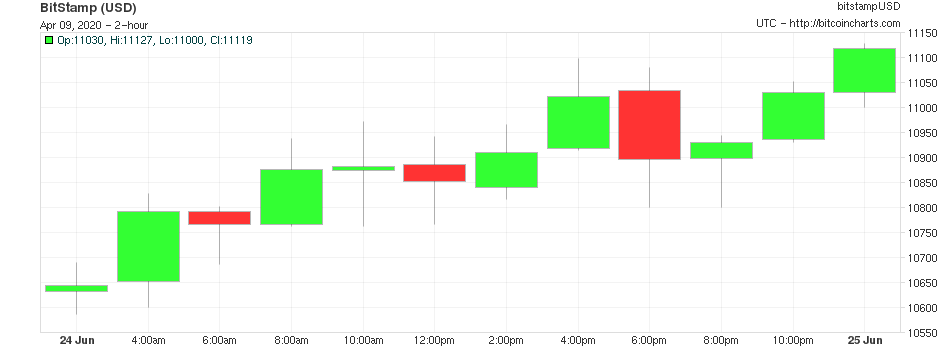 BitStamp (USD)
bitstampUSD
Apr 09, 2020 - 2-hour
UTC - http://bitcoincharts.com
Op:11030, Hi:11127, Lo:11000, Cl:11119
11150
11100
11050
11000
10950
10900
10850
10800
10750
10700
10650
10600
10550
24 Jun 4:00am 6:00am 8:00am 10:00am 12:00pm 2:00pm 4:00pm 6:00pm 8:00pm 10:00pm 25 Jun